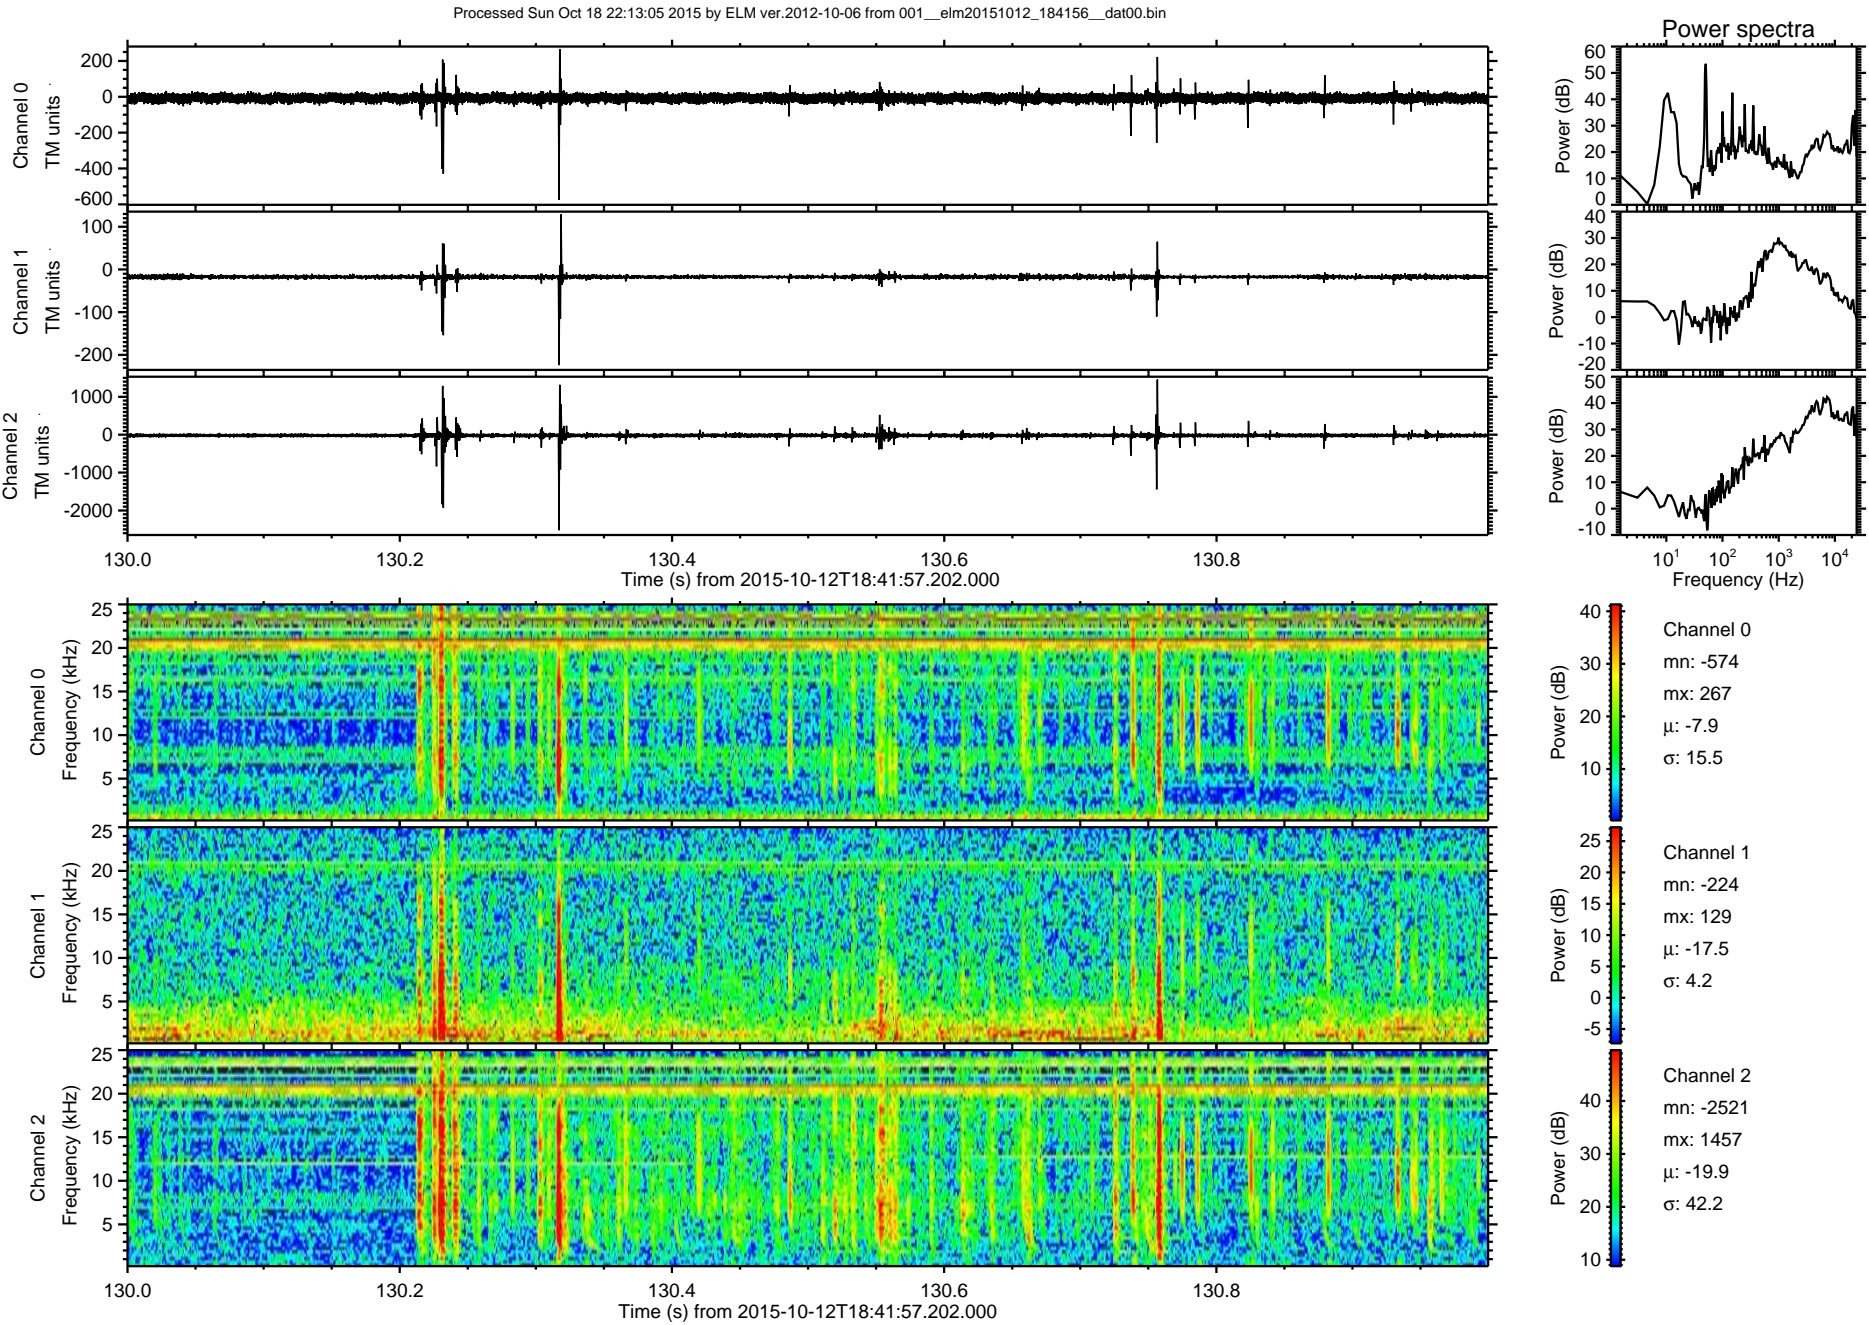 Processed Sun Oct 18 22:13:05 2015 by ELM ver.2012-10-06 from 001__elm20151012_184156__dat00.bin
Power spectra
Channel 0
TM units
200
0
-200
-400
-600
Power (dB)
60
50
40
30
20
10
0
Channel 1
TM units
100
0
-100
-200
Power (dB)
40
30
20
10
0
-10
-20
Channel 2
TM units
1000
0
-1000
-2000
Power (dB)
50
40
30
20
10
0
-10
130.0 130.2 130.4 130.6 130.8
Time (s) from 2015-10-12T18:41:57.202.000
10¹ 10² 10³ 10⁴
Frequency (Hz)
Channel 0
Frequency (kHz)
25
20
15
10
5
Power (dB)
40
30
20
10
Channel 0
mn: -574
mx: 267
μ: -7.9
σ: 15.5
Channel 1
Frequency (kHz)
25
20
15
10
5
Power (dB)
25
20
15
10
5
0
-5
Channel 1
mn: -224
mx: 129
μ: -17.5
σ: 4.2
Channel 2
Frequency (kHz)
25
20
15
10
5
Power (dB)
40
30
20
10
Channel 2
mn: -2521
mx: 1457
μ: -19.9
σ: 42.2
130.0 130.2 130.4 130.6 130.8
Time (s) from 2015-10-12T18:41:57.202.000